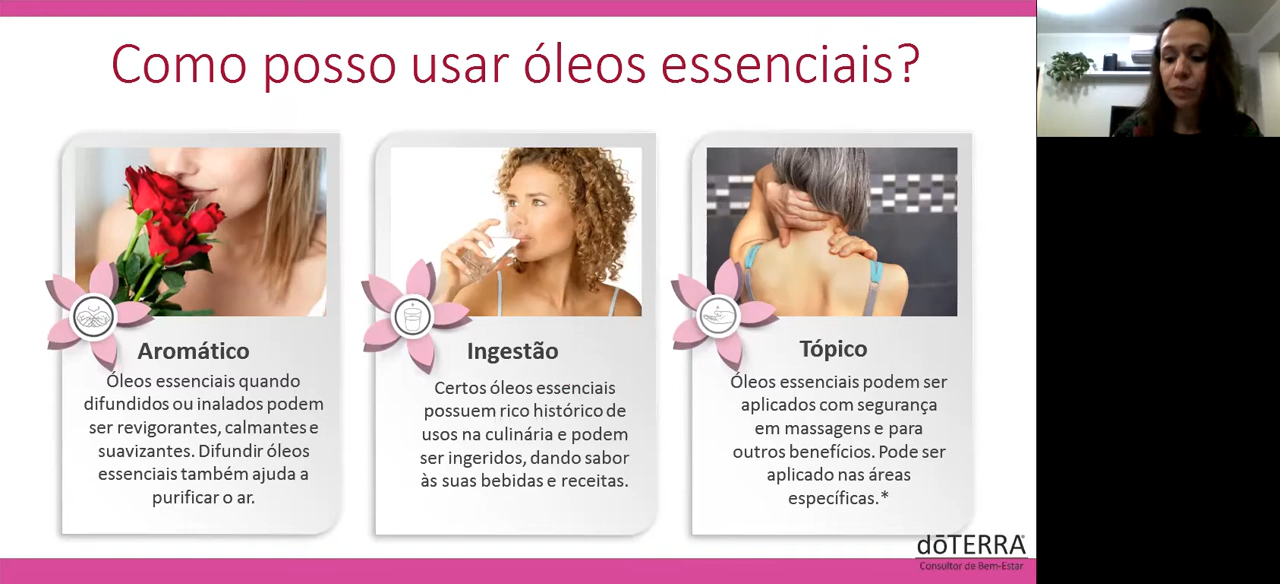 Como posso usar óleos essenciais?
Aromático
Óleos essenciais quando
difundidos ou inalados podem
ser revigorantes, calmantes e
suavizantes. Difundir óleos
essenciais também ajuda a
purificar o ar.
Ingestão
Certos óleos essenciais
possuem rico histórico de
usos na culinária e podem
ser ingeridos, dando sabor
às suas bebidas e receitas.
Tópico
Óleos essenciais podem ser
aplicados com segurança
em massagens e para
outros benefícios. Pode ser
aplicado nas áreas
específicas.*
dōTERRA
Consultor de Bem-Estar